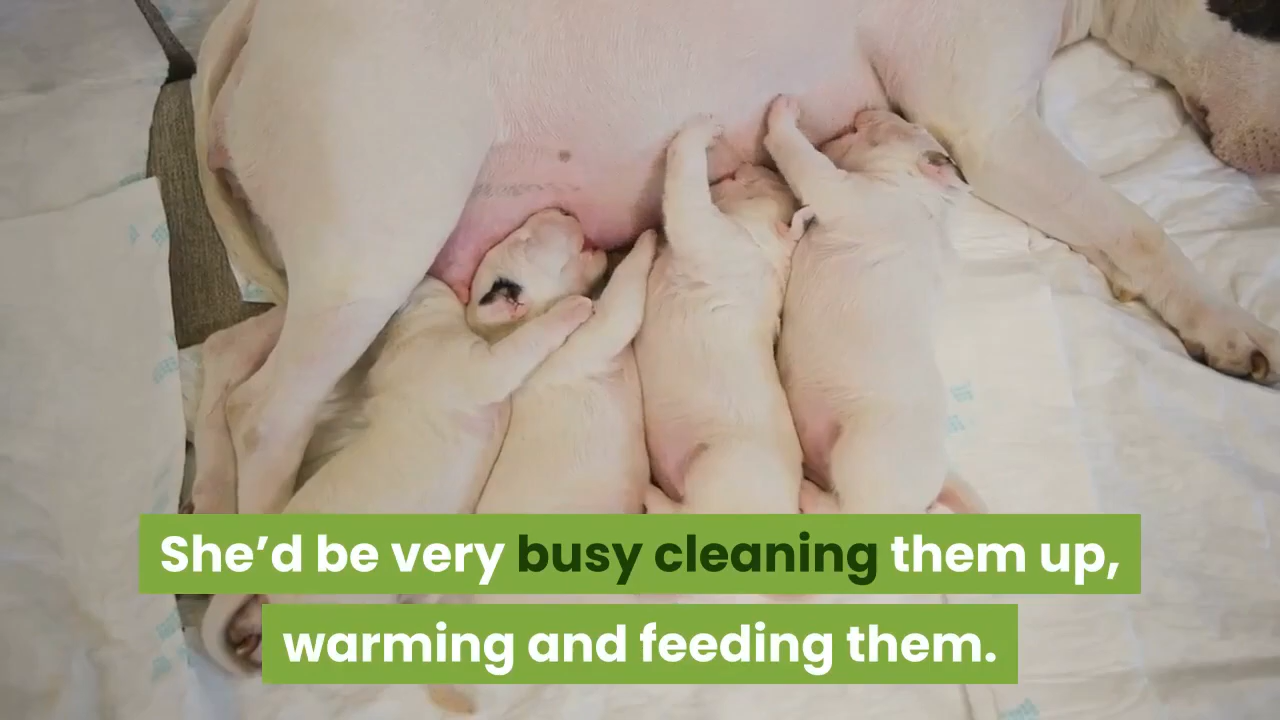 She’d be very busy cleaning them up,
warming and feeding them.